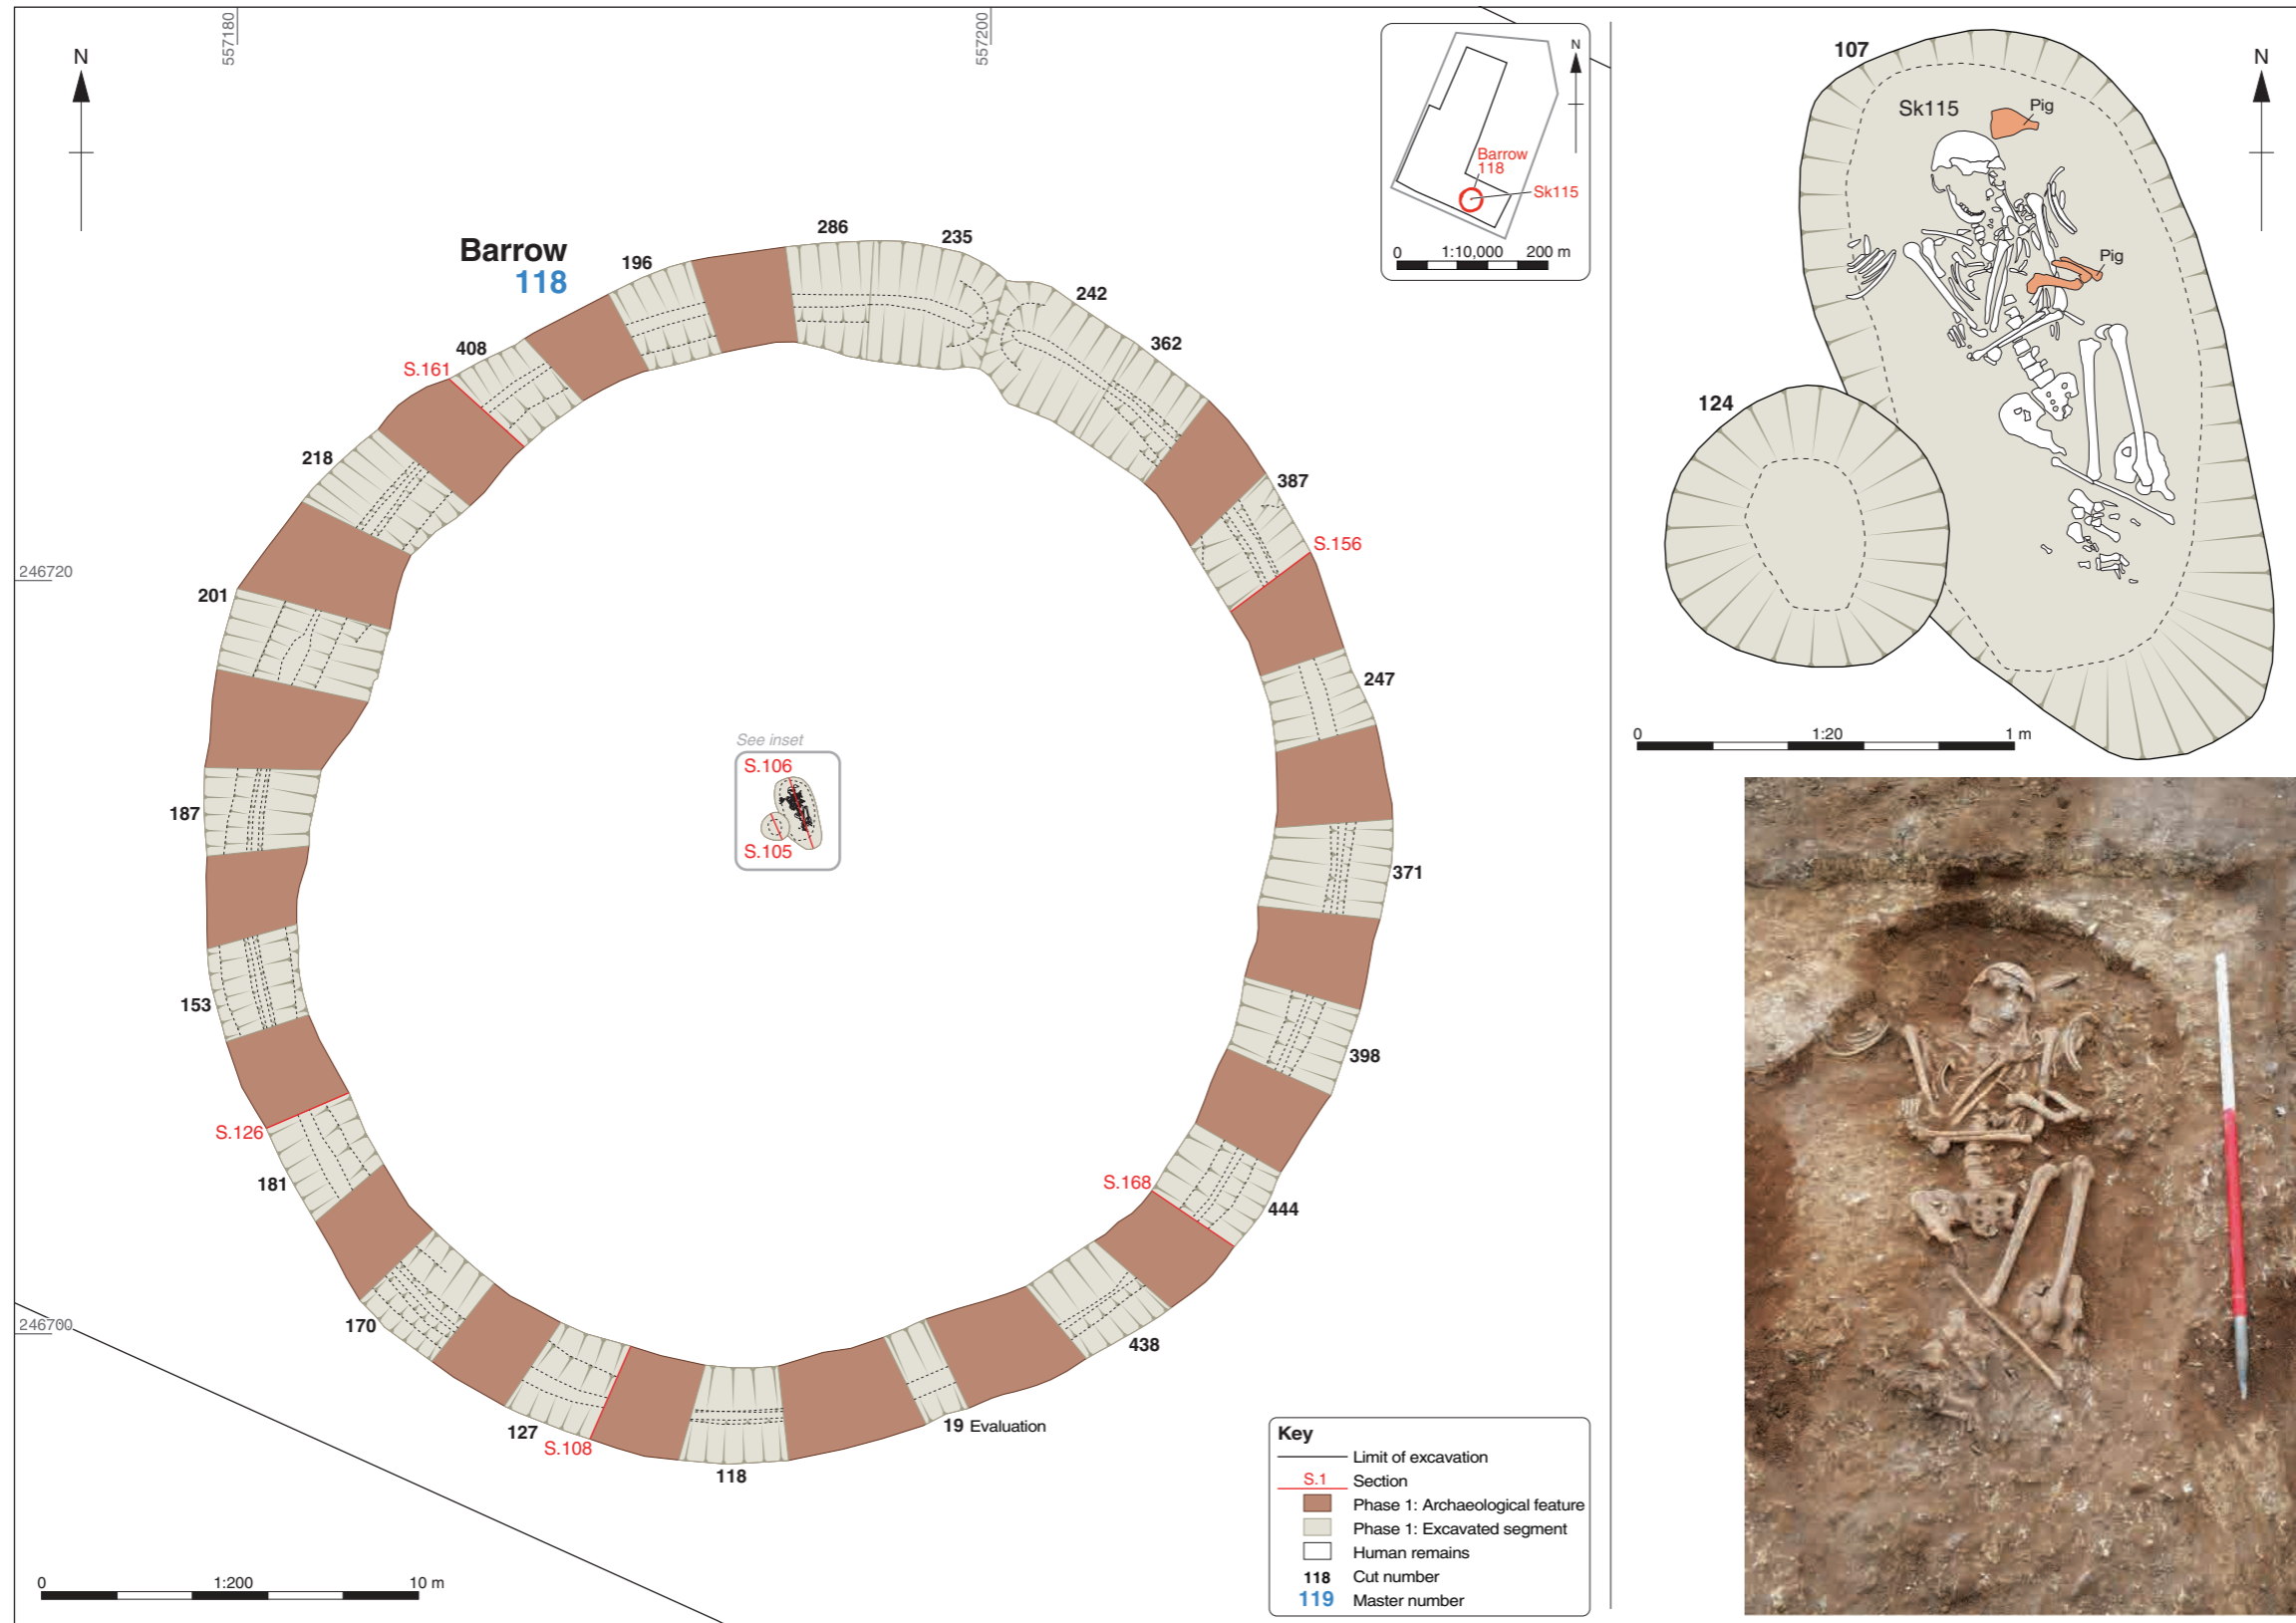 557180
557200
N
N
Barrow
118
Sk115
0 1:10,000 200 m
107
Sk115
Pig
Pig
N
124
0 1:20 1 m
Barrow
118
286
235
196
242
408
362
S.161
218
387
S.156
246720
201
247
See inset
S.106
S.105
187
371
153
398
S.126
181
S.168
444
246700
170
438
127
S.108
19 Evaluation
118
Key
Limit of excavation
S.1 Section
Phase 1: Archaeological feature
Phase 1: Excavated segment
Human remains
118 Cut number
119 Master number
0 1:200 10 m